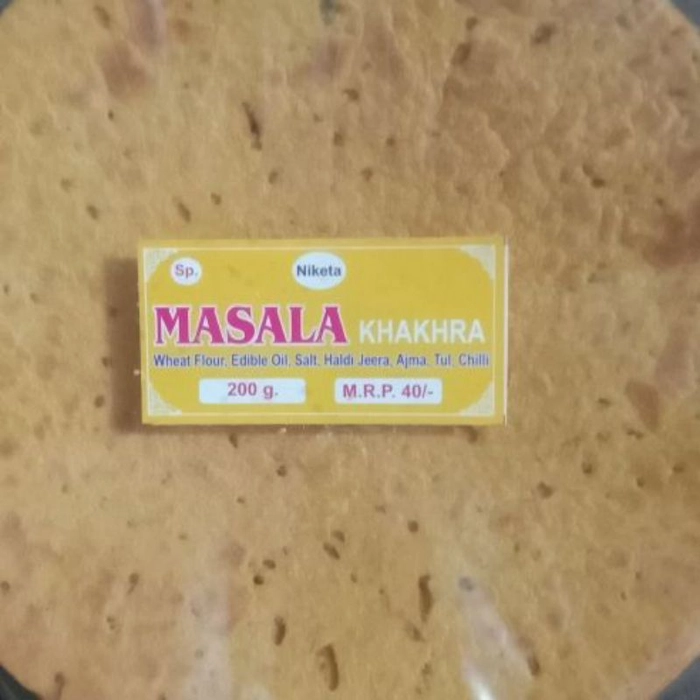 Sp. Niketa
MASALA KHAKHRA
Wheat Flour, Edible Oil, Salt, Haldi Jeera, Ajma, Tul, Chilli
200 g. M.R.P. 40/-